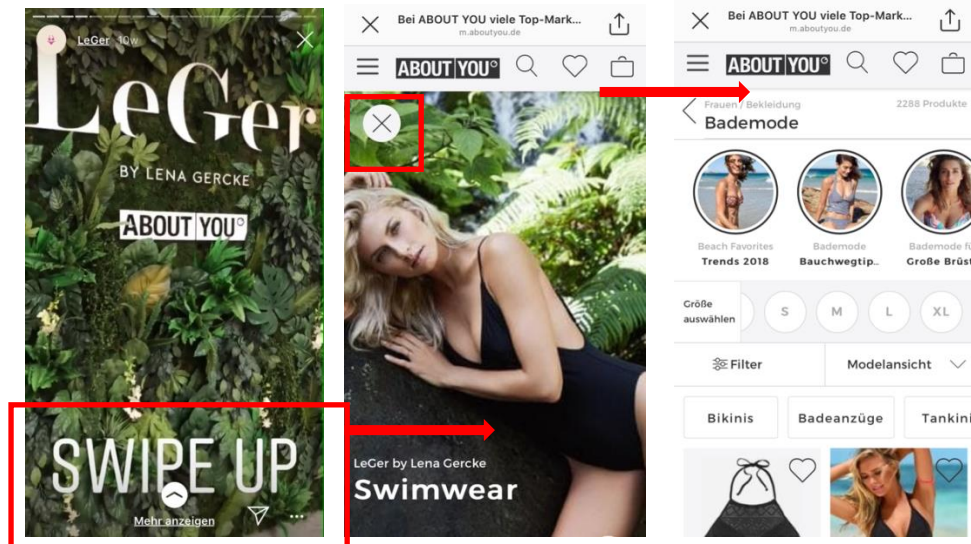 LeGer 10w
LeGer
BY LENA GERCKE
ABOUT YOU°
SWIPE UP
Mehr anzeigen
Bei ABOUT YOU viele Top-Mark...
m.aboutyou.de
ABOUT YOU°
LeGer by Lena Gercke
Swimwear
Bei ABOUT YOU viele Top-Mark...
m.aboutyou.de
ABOUT YOU°
Frauen / Bekleidung
2288 Produkte
Bademode
Beach Favorites
Trends 2018
Bademode
Bauchwegtip...
Bademode fü
Große Brüst
Größe
auswählen
S
M
L
XL
Filter
Modelansicht
Bikinis
Badeanzüge
Tankini